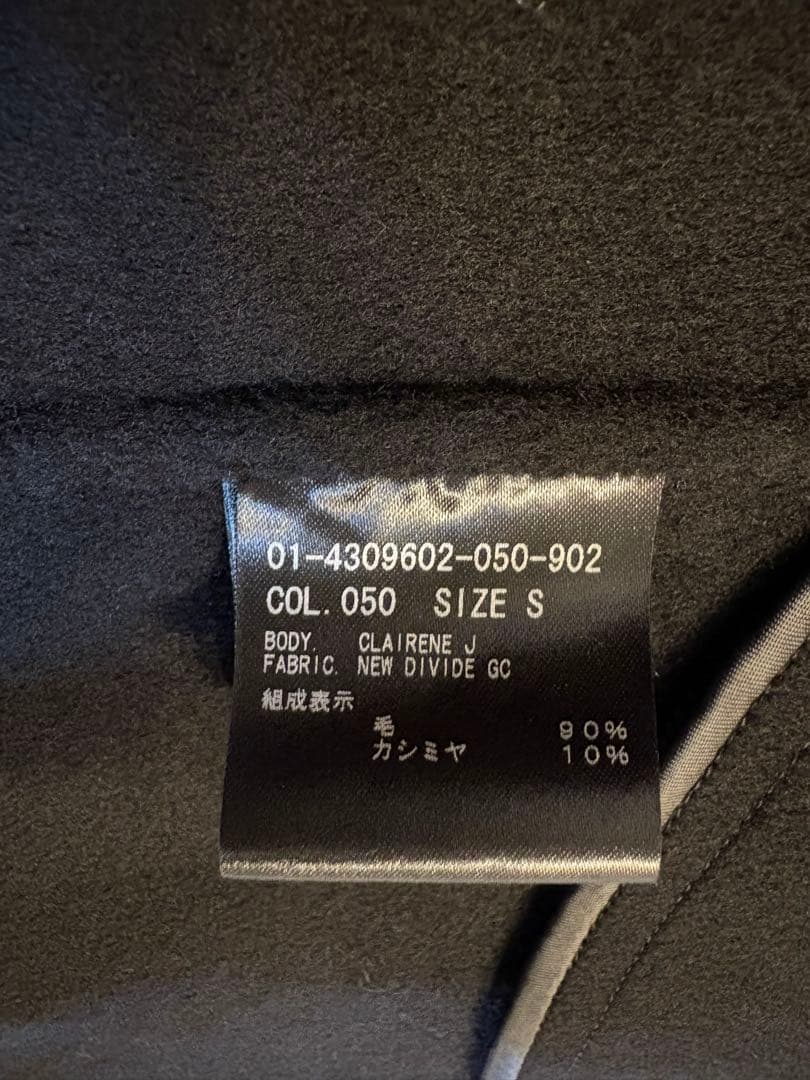 01-4309602-050-902
COL.050 SIZE S
BODY. CLAIRENE J
FABRIC. NEW DIVIDE GC
組成表示
毛 90%
カシミヤ 10%